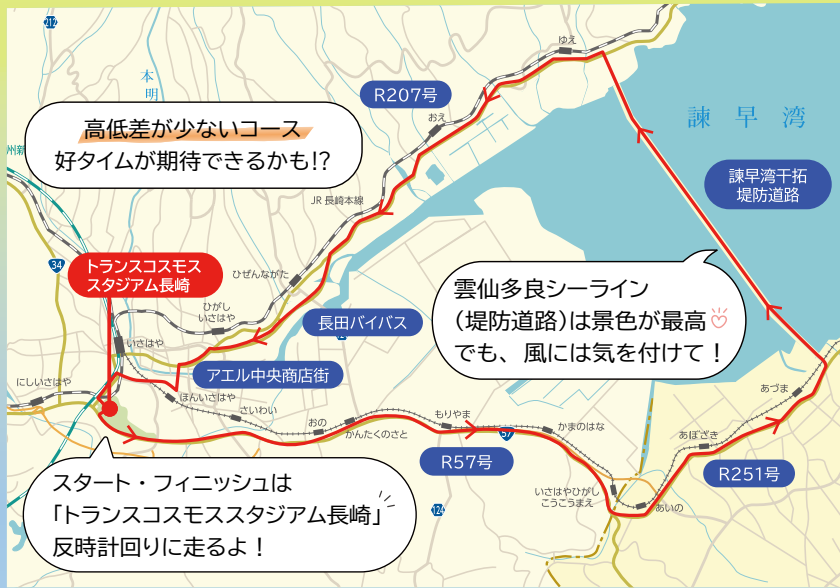 212
本
明
ゆえ
R207号
おえ
諫早湾
高低差が少ないコース
好タイムが期待できるかも!?
諫早湾干拓
堤防道路
州新
JR 長崎本線
34
トランスコスモス
スタジアム長崎
ひぜんながた
雲仙多良シーライン
（堤防道路）は景色が最高
でも、風には気を付けて！
ひがし
いさはや
長田バイパス
いさはや
アエル中央商店街
にしいさはや
ほんいさはや
さいわい
あづま
おの
かんたくのさと
もりやま
57
かまのはな
あぼざき
R57号
R251号
スタート・フィニッシュは
「トランスコスモススタジアム長崎」
反時計回りに走るよ！
いさはやひがし
こうこうまえ
あいの
124